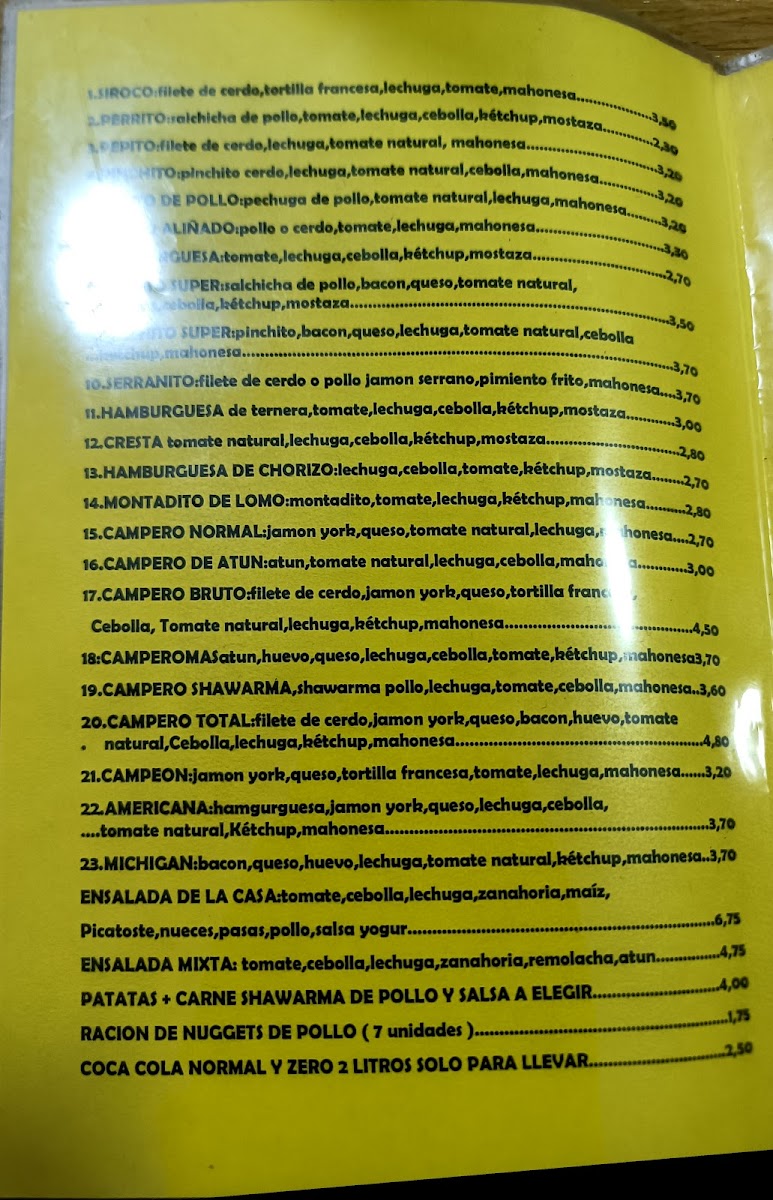 1.SIROCO:filete de cerdo,tortilla francesa,lechuga,tomate,mahonesa..................3,50
2.PERRITO:salchicha de pollo,tomate,lechuga,cebolla,kétchup,mostaza..................2,30
3.PEPITO:filete de cerdo,lechuga,tomate natural, mahonesa..............................3,20
PINCHITO:pinchito cerdo,lechuga,tomate natural,cebolla,mahonesa..................3,20
DE POLLO:pechuga de pollo,tomate natural,lechuga,mahonesa..................3,20
ALIÑADO:pollo o cerdo,tomate,lechuga,mahonesa..............................
tomate,lechuga,cebolla,kétchup,mostaza..............................2,70
SUPER:salchicha de pollo,bacon,queso,tomate natural,
cebolla,kétchup,mostaza............................................................3,50
SUPER:pinchito,bacon,queso,lechuga,tomate natural,cebolla
kétchup,mahonesa............................................................3,70
10.SERRANITO:filete de cerdo o pollo jamon serrano,pimiento frito,mahonesa....3,70
11.HAMBURGUESA de ternera,tomate,lechuga,cebolla,kétchup,mostaza..............3,00
12.CRESTA tomate natural,lechuga,cebolla,kétchup,mostaza..............................2,80
13.HAMBURGUESA DE CHORIZO:lechuga,cebolla,tomate,kétchup,mostaza........2,70
14.MONTADITO DE LOMO:montadito,tomate,lechuga,kétchup,mahonesa.........2,80
15.CAMPERO NORMAL:jamon york,queso,tomate natural,lechuga,mahonesa....2,70
16.CAMPERO DE ATUN:atun,tomate natural,lechuga,cebolla,mahonesa............3,00
17.CAMPERO BRUTO:filete de cerdo,jamon york,queso,tortilla francesa,
Cebolla, Tomate natural,lechuga,kétchup,mahonesa........................................4,50
18:CAMPEROMASatun,huevo,queso,lechuga,cebolla,tomate,kétchup,mahonesa3,70
19.CAMPERO SHAWARMA,shawarma pollo,lechuga,tomate,cebolla,mahonesa..3,60
20.CAMPERO TOTAL:filete de cerdo,jamon york,queso,bacon,huevo,tomate
. natural,Cebolla,lechuga,kétchup,mahonesa..................................................4,80
21.CAMPEON:jamon york,queso,tortilla francesa,tomate,lechuga,mahonesa......3,20
22.AMERICANA:hamgurguesa,jamon york,queso,lechuga,cebolla,
....tomate natural,Kétchup,mahonesa............................................................3,70
23.MICHIGAN:bacon,queso,huevo,lechuga,tomate natural,kétchup,mahonesa..3,70
ENSALADA DE LA CASA:tomate,cebolla,lechuga,zanahoria,maíz,
Picatoste,nueces,pasas,pollo,salsa yogur............................................................6,75
ENSALADA MIXTA: tomate,cebolla,lechuga,zanahoria,remolacha,atun..............4,75
PATATAS + CARNE SHAWARMA DE POLLO Y SALSA A ELEGIR..........................4,00
RACION DE NUGGETS DE POLLO ( 7 unidades )..................................................1,75
COCA COLA NORMAL Y ZERO 2 LITROS SOLO PARA LLEVAR..........................2,50